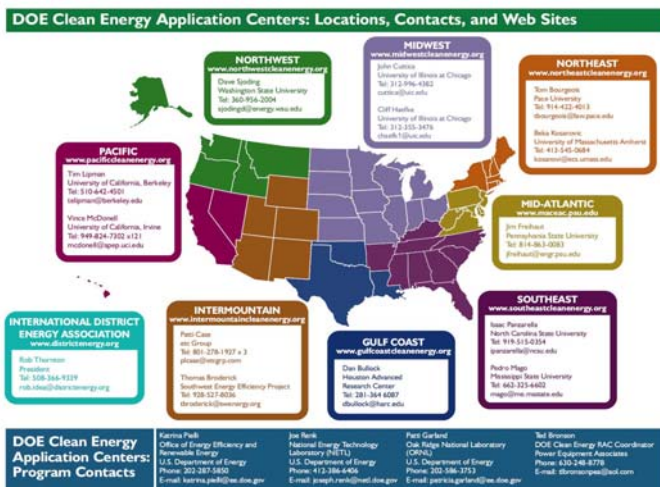 DOE Clean Energy Application Centers: Locations, Contacts, and Web Sites
NORTHWEST
www.northwestcleanenergy.org
Dave Sjoding
Washington State University
Tel: 360-956-2004
sjodingd@energy.wsu.edu
MIDWEST
www.midwestcleanenergy.org
John Cuttica
University of Illinois at Chicago
Tel: 312-996-4382
cuttica@uic.edu
Cliff Haefke
University of Illinois at Chicago
Tel: 312-355-3476
chaefk1@uic.edu
NORTHEAST
www.northeastcleanenergy.org
Tom Bourgeois
Pace University
Tel: 914-422-4013
tbourgeois@law.pace.edu
Beka Kosanovic
University of Massachusetts Amherst
Tel: 413-545-0684
kosanovi@ecs.umass.edu
PACIFIC
www.pacificcleanenergy.org
Tim Lipman
University of California, Berkeley
Tel: 510-642-4501
telipman@berkeley.edu
Vince McDonell
University of California, Irvine
Tel: 949-824-7302 x121
mcdonell@apep.uci.edu
MID-ATLANTIC
www.maceac.psu.edu
Jim Freihaut
Pennsylvania State University
Tel: 814-863-0083
jfreihaut@engr.psu.edu
INTERNATIONAL DISTRICT
ENERGY ASSOCIATION
www.districtenergy.org
Rob Thornton
President
Tel: 508-366-9339
rob.idea@districtenergy.org
INTERMOUNTAIN
www.intermountaincleanenergy.org
Patti Case
etc Group
Tel: 801-278-1927 x 3
plcase@etcgrp.com
Thomas Broderick
Southwest Energy Efficiency Project
Tel: 928-527-8036
tbroderick@swenergy.org
GULF COAST
www.gulfcoastcleanenergy.org
Dan Bullock
Houston Advanced
Research Center
Tel: 281-364 6087
dbullock@harc.edu
SOUTHEAST
www.southeastcleanenergy.org
Isaac Panzarella
North Carolina State University
Tel: 919-515-0354
ipanzarella@ncsu.edu
Pedro Mago
Mississippi State University
Tel: 662-325-6602
mago@me.msstate.edu
DOE Clean Energy
Application Centers:
Program Contacts
Katrina Pielli
Office of Energy Efficiency and
Renewable Energy
U.S. Department of Energy
Phone: 202-287-5850
E-mail: katrina.pielli@ee.doe.gov
Joe Renk
National Energy Technology
Laboratory (NETL)
U.S. Department of Energy
Phone: 412-386-6406
E-mail: joseph.renk@netl.doe.gov
Patti Garland
Oak Ridge National Laboratory
(ORNL)
U.S. Department of Energy
Phone: 202-586-3753
E-mail: patricia.garland@ee.doe.gov
Ted Bronson
DOE Clean Energy RAC Coordinator
Power Equipment Associates
Phone: 630-248-8778
E-mail: tlbronsonpea@aol.com